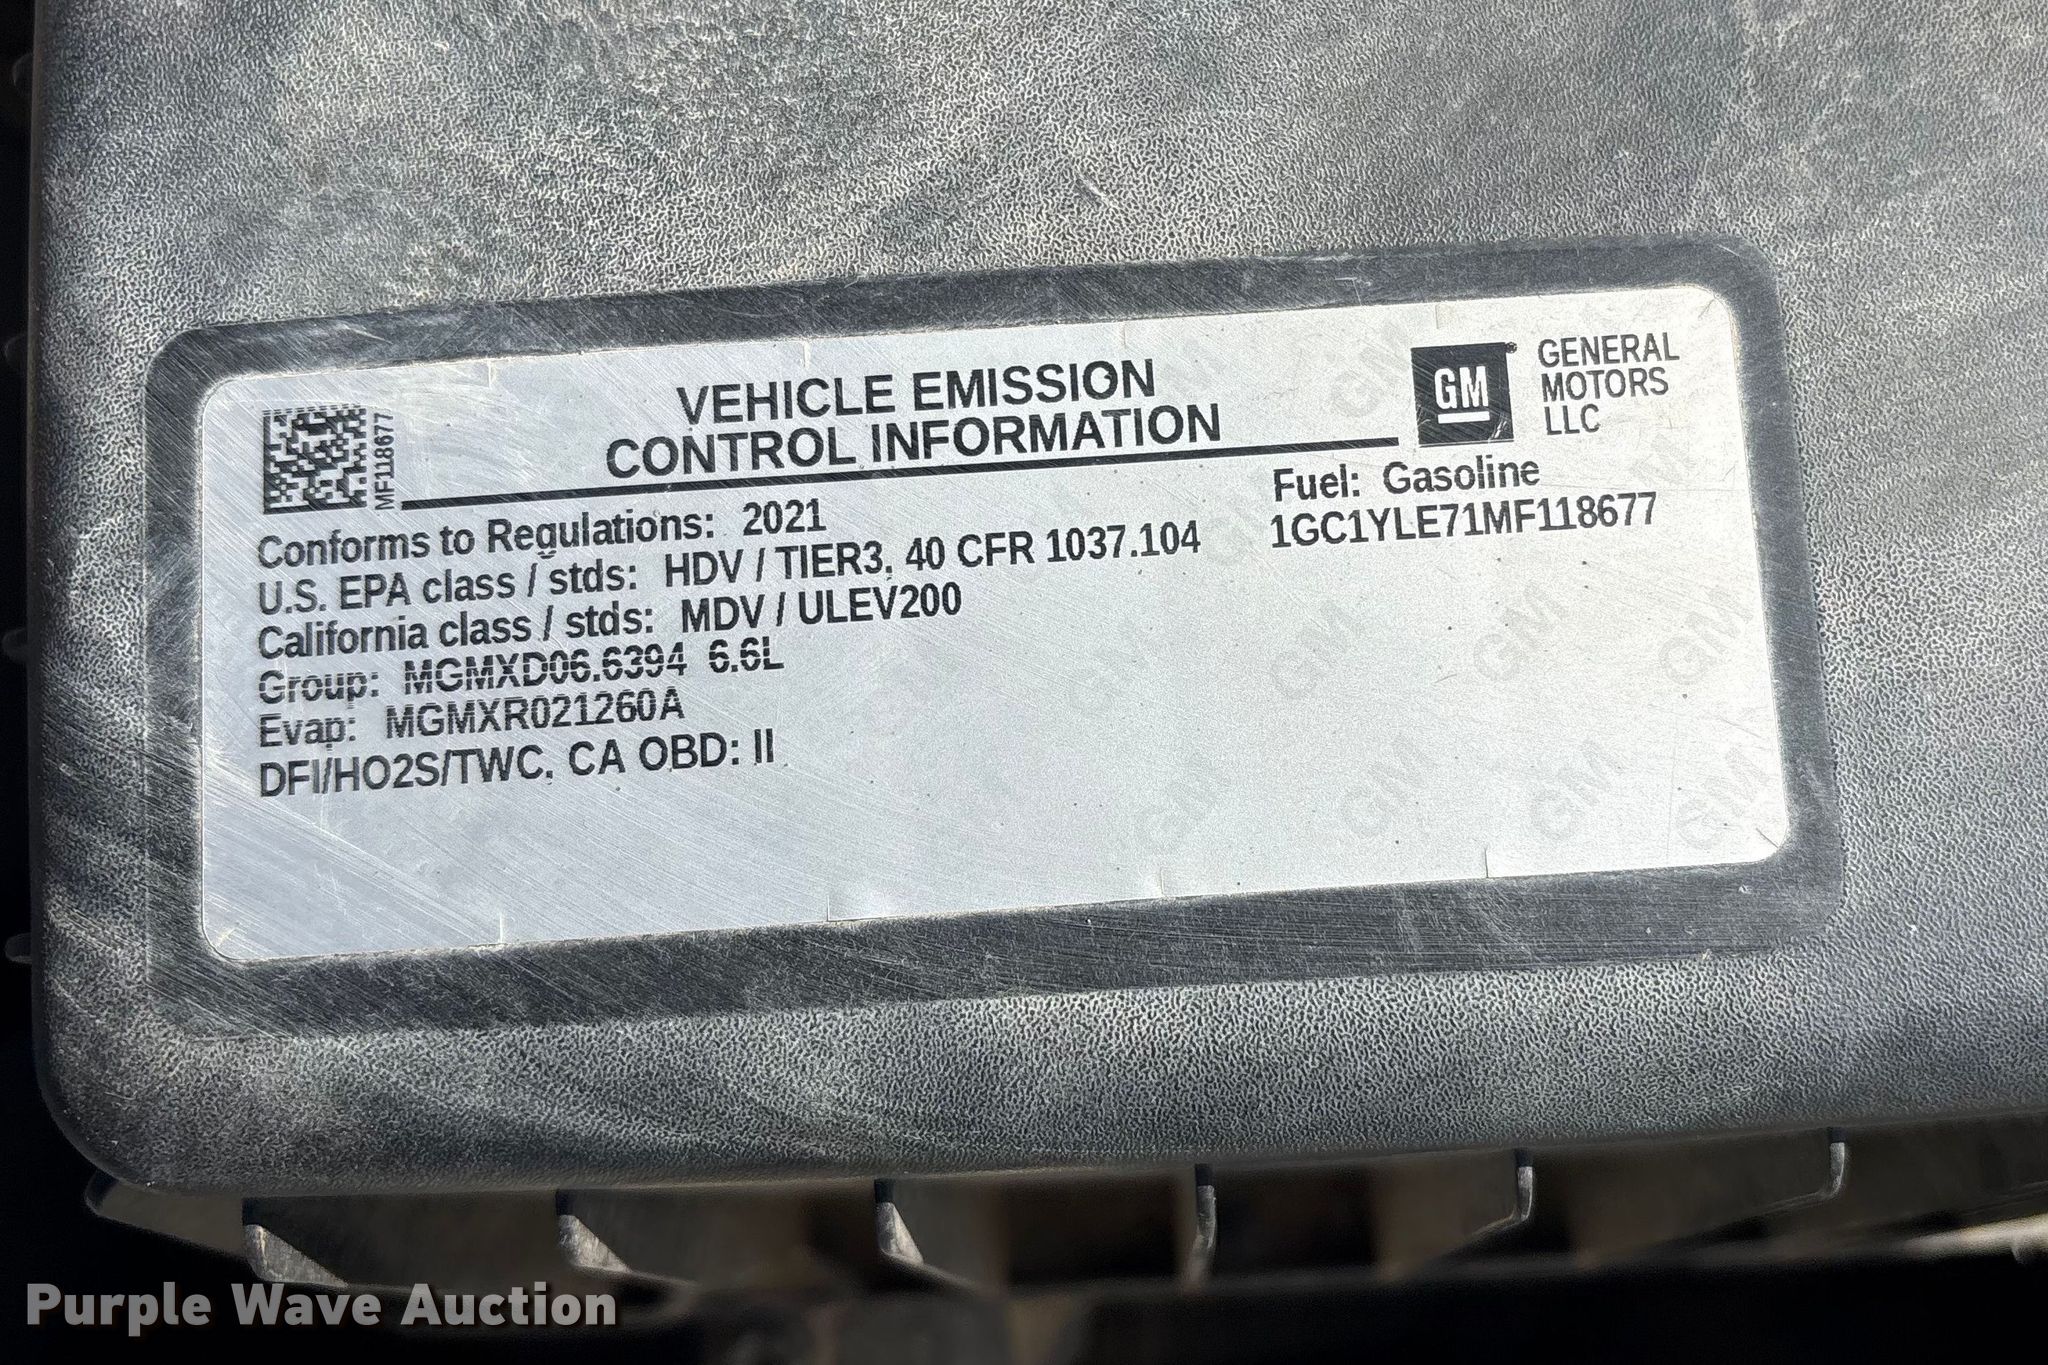 VEHICLE EMISSION
CONTROL INFORMATION
GM
GENERAL
MOTORS
LLC
MF118677
Conforms to Regulations: 2021
U.S. EPA class / stds: HDV / TIER3, 40 CFR 1037.104
California class / stds: MDV / ULEV200
Group: MGMXD06.6394 6.6L
Evap: MGMXR021260A
DFI/HO2S/TWC, CA OBD: II
Fuel: Gasoline
1GC1YLE71MF118677
Purple Wave Auction